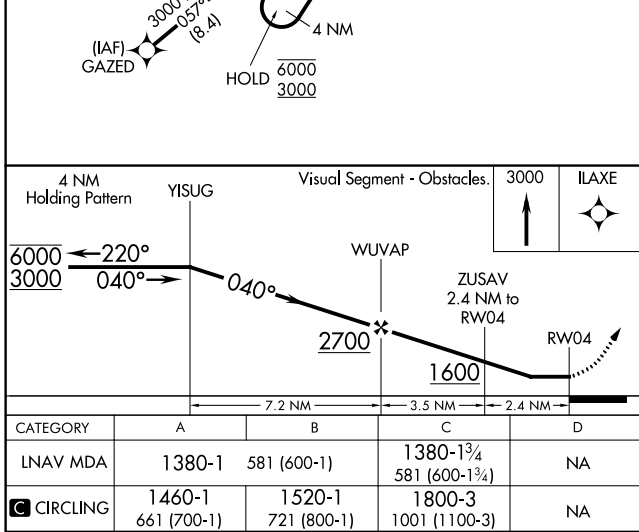 3000
057°
(8.4)
(IAF)
GAZED
4 NM
HOLD 6000
3000
4 NM
Holding Pattern
YISUG
Visual Segment - Obstacles.
3000
ILAXE
6000
3000
220°
040°
040°
WUVAP
2700
ZUSAV
2.4 NM to
RW04
1600
RW04
7.2 NM
3.5 NM
2.4 NM
CATEGORY A B C D
LNAV MDA 1380-1 581 (600-1) 1380-1¾ NA
581 (600-1¾)
C CIRCLING 1460-1 1520-1 1800-3 NA
661 (700-1) 721 (800-1) 1001 (1100-3)